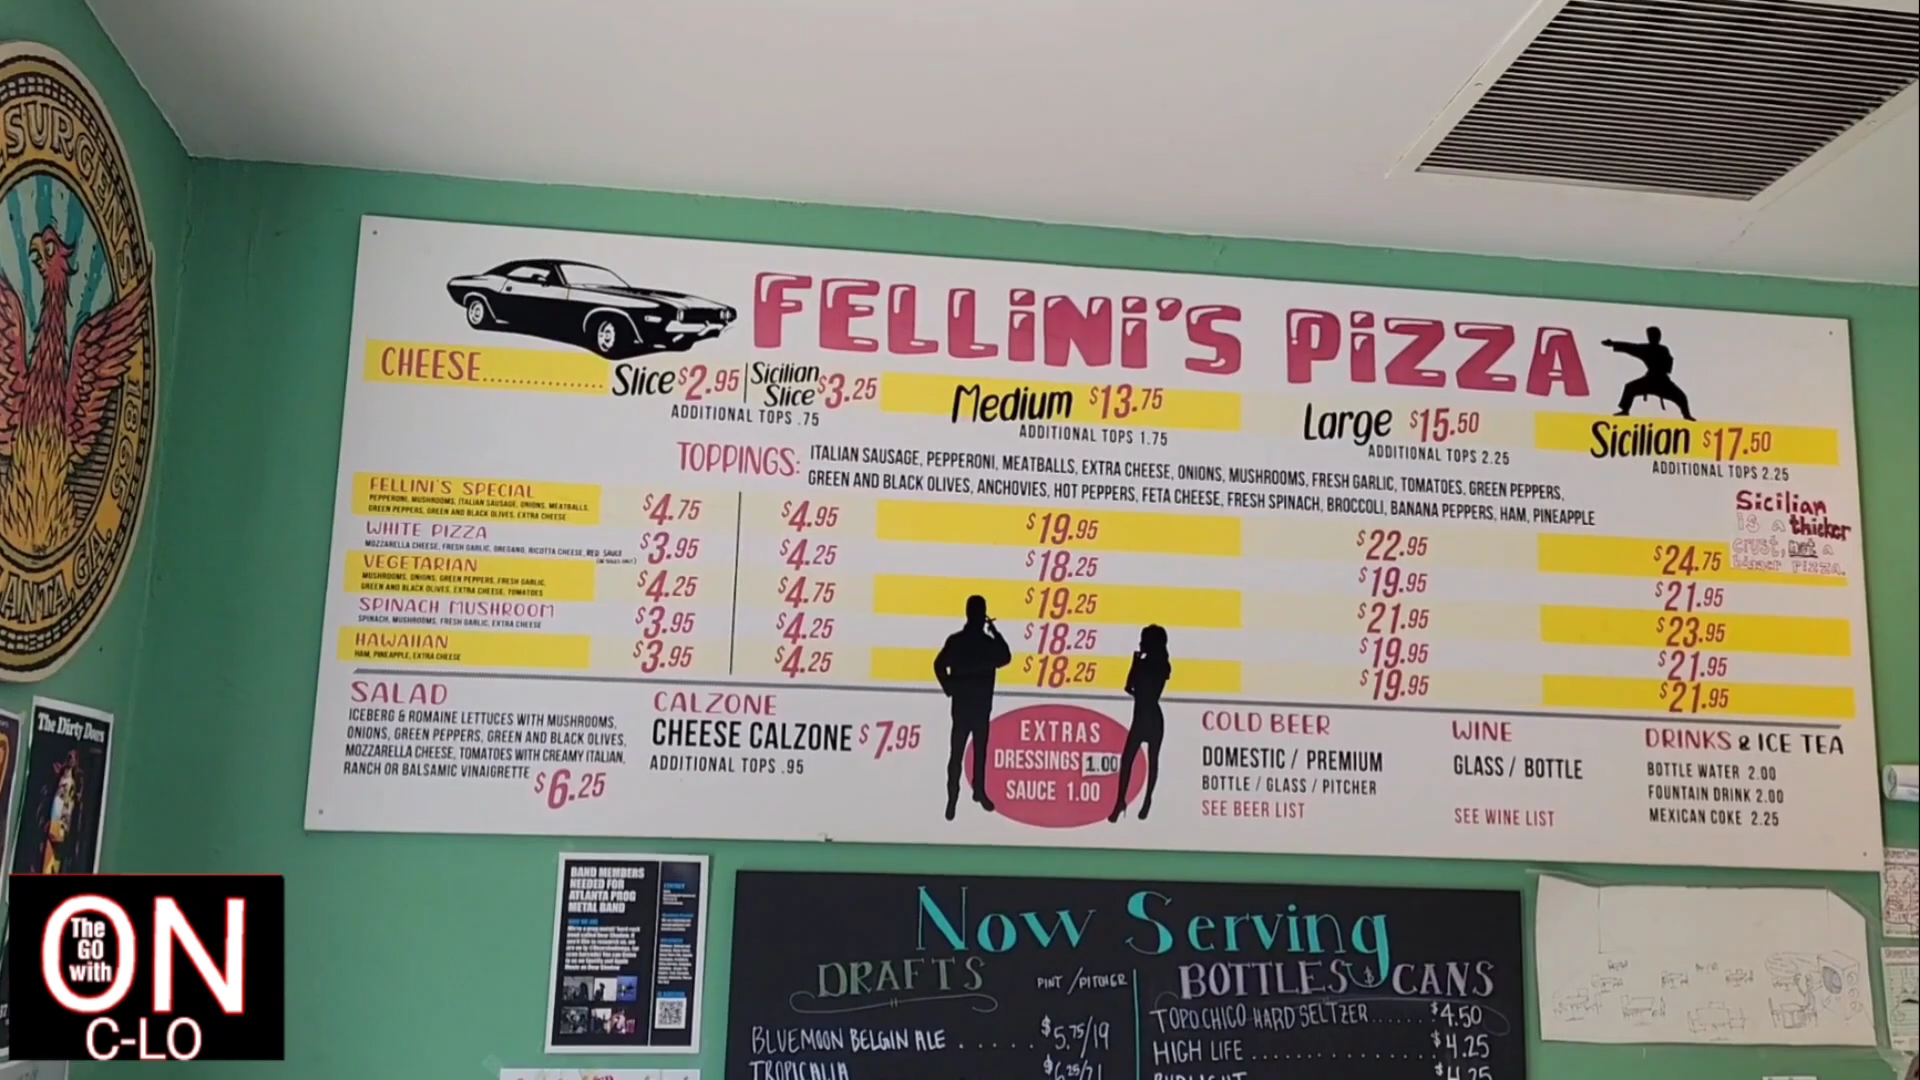 SURGENS
1866
ANTA, GA.
FELLiNi'S PiZZA
CHEESE................ Slice $2.95 | Sicilian Slice $3.25 Medium $13.75 Large $15.50 Sicilian $17.50
ADDITIONAL TOPS .75 ADDITIONAL TOPS 1.75 ADDITIONAL TOPS 2.25 ADDITIONAL TOPS 2.25
TOPPINGS: ITALIAN SAUSAGE, PEPPERONI, MEATBALLS, EXTRA CHEESE, ONIONS, MUSHROOMS, FRESH GARLIC, TOMATOES, GREEN PEPPERS,
GREEN AND BLACK OLIVES, ANCHOVIES, HOT PEPPERS, FETA CHEESE, FRESH SPINACH, BROCCOLI, BANANA PEPPERS, HAM, PINEAPPLE
Sicilian
is a thicker
crust, not a
bigger pizza.
FELLINI'S SPECIAL $4.75 $4.95 $19.95 $22.95 $24.75
PEPPERONI, MUSHROOMS, ITALIAN SAUSAGE, ONIONS, MEATBALLS,
GREEN PEPPERS, GREEN AND BLACK OLIVES, EXTRA CHEESE
WHITE PIZZA $3.95 $4.25 $18.25 $19.95 $21.95
MOZZARELLA CHEESE, FRESH GARLIC, OREGANO, RICOTTA CHEESE, RED SAUCE
VEGETARIAN $4.25 $4.75 $19.25 $21.95 $23.95
MUSHROOMS, ONIONS, GREEN PEPPERS, FRESH GARLIC,
GREEN AND BLACK OLIVES, EXTRA CHEESE, TOMATOES
SPINACH MUSHROOM $3.95 $4.25 $18.25 $19.95 $21.95
SPINACH, MUSHROOMS, FRESH GARLIC, EXTRA CHEESE
HAWAIIAN $3.95 $4.25 $18.25 $19.95 $21.95
HAM, PINEAPPLE, EXTRA CHEESE
SALAD
ICEBERG & ROMAINE LETTUCES WITH MUSHROOMS,
ONIONS, GREEN PEPPERS, GREEN AND BLACK OLIVES,
MOZZARELLA CHEESE, TOMATOES WITH CREAMY ITALIAN,
RANCH OR BALSAMIC VINAIGRETTE $6.25
CALZONE
CHEESE CALZONE $7.95
ADDITIONAL TOPS .95
EXTRAS
DRESSINGS 1.00
SAUCE 1.00
COLD BEER
DOMESTIC / PREMIUM
BOTTLE / GLASS / PITCHER
SEE BEER LIST
WINE
GLASS / BOTTLE
SEE WINE LIST
DRINKS & ICE TEA
BOTTLE WATER 2.00
FOUNTAIN DRINK 2.00
MEXICAN COKE 2.25
The Dirty Doors
BAND MEMBERS
NEEDED FOR
ATLANTA PROG
METAL BAND
Now Serving
DRAFTS PINT / PITCHER
BLUEMOON BELGIN ALE ..... $5.75/19
TROPICALIA $6.25/21
BOTTLES & CANS
TOPO CHICO HARD SELTZER...... $4.50
HIGH LIFE .................. $4.25
BUD LIGHT $4.25
The
GO
with
ON
C-LO